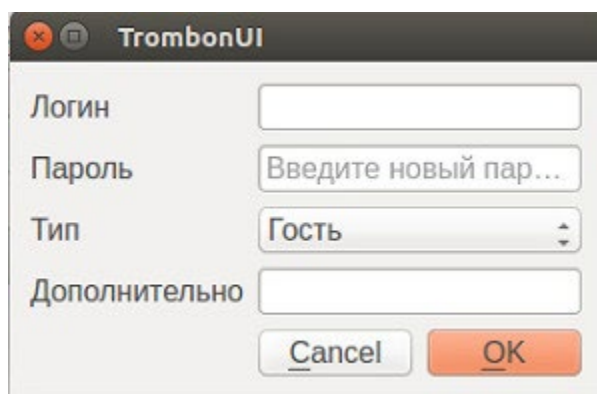 TrombonUI
Логин
Пароль Введите новый пар...
Тип Гость
Дополнительно
Cancel OK